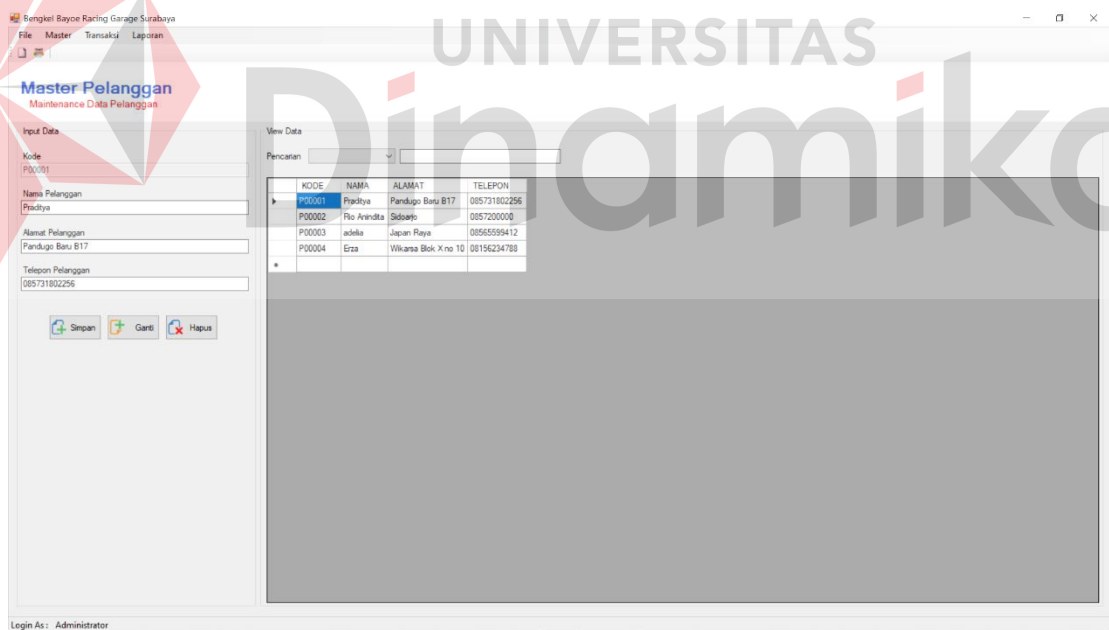 Bengkel Bayoe Racing Garage Surabaya
File Master Transaksi Laporan
UNIVERSITAS
Dinamika
Master Pelanggan
Maintenance Data Pelanggan
Input Data
Kode
P00001
Nama Pelanggan
Praditya
Alamat Pelanggan
Pandugo Baru B17
Telepon Pelanggan
085731802256
Simpan Ganti Hapus
View Data
Pencarian
KODE NAMA ALAMAT TELEPON
P00001 Praditya Pandugo Baru B17 085731802256
P00002 Rio Anindita Sidoarjo 0857200000
P00003 adelia Japan Raya 08565599412
P00004 Erza Wikarsa Blok X no 10 08156234788
Login As : Administrator